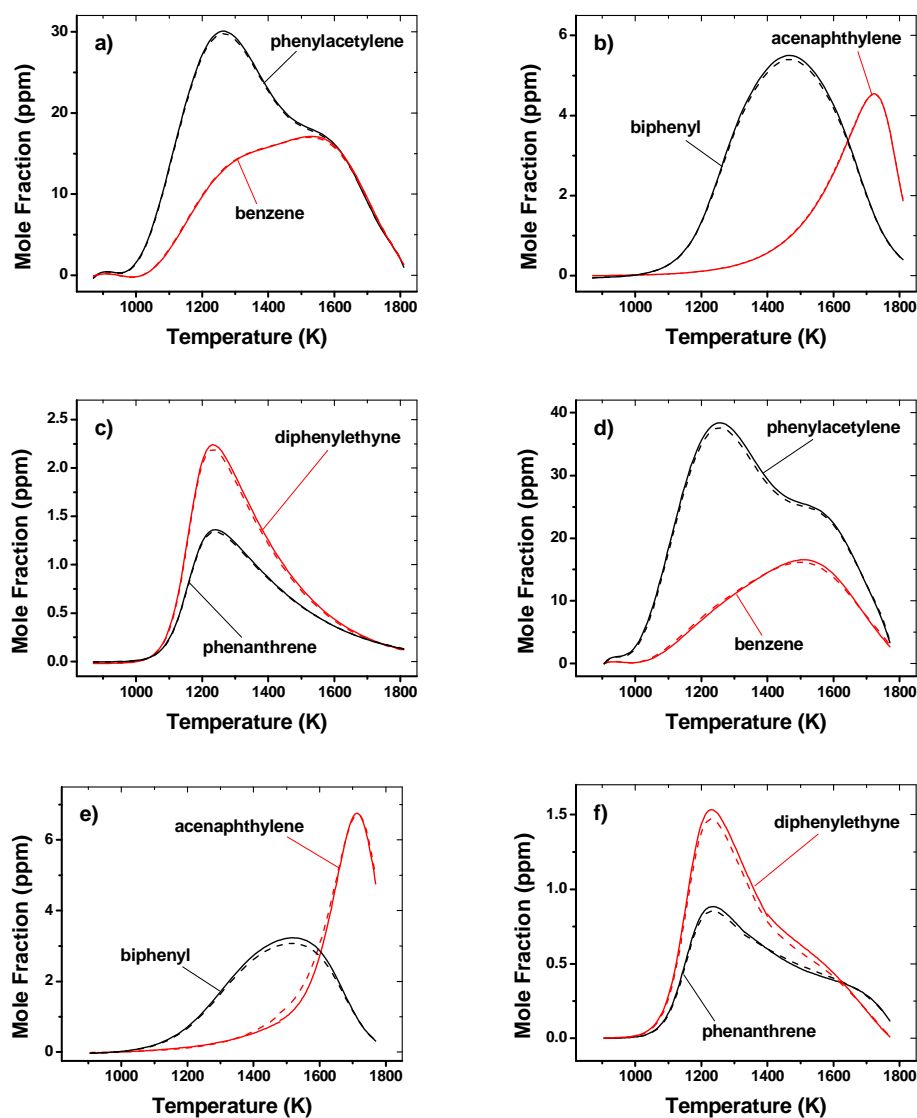 a)
phenylacetylene
benzene
30
20
10
0
1000 1200 1400 1600 1800
Mole Fraction (ppm)
Temperature (K)
b)
acenaphthylene
biphenyl
6
4
2
0
1000 1200 1400 1600 1800
Mole Fraction (ppm)
Temperature (K)
c)
diphenylethyne
phenanthrene
2.5
2.0
1.5
1.0
0.5
0.0
1000 1200 1400 1600 1800
Mole Fraction (ppm)
Temperature (K)
d)
phenylacetylene
benzene
40
30
20
10
0
1000 1200 1400 1600 1800
Mole Fraction (ppm)
Temperature (K)
e)
acenaphthylene
biphenyl
6
4
2
0
1000 1200 1400 1600 1800
Mole Fraction (ppm)
Temperature (K)
f)
diphenylethyne
phenanthrene
1.5
1.0
0.5
0.0
1000 1200 1400 1600 1800
Mole Fraction (ppm)
Temperature (K)